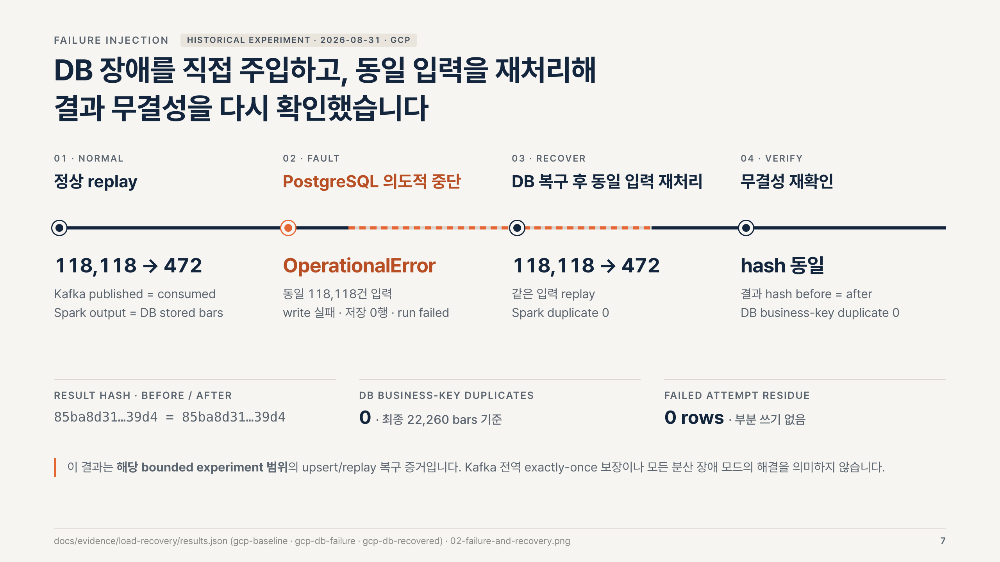 FAILURE INJECTION
HISTORICAL EXPERIMENT · 2026-08-31 · GCP
DB 장애를 직접 주입하고, 동일 입력을 재처리해
결과 무결성을 다시 확인했습니다
01 · NORMAL
정상 replay
118,118 → 472
Kafka published = consumed
Spark output = DB stored bars
02 · FAULT
PostgreSQL 의도적 중단
OperationalError
동일 118,118건 입력
write 실패 · 저장 0행 · run failed
03 · RECOVER
DB 복구 후 동일 입력 재처리
118,118 → 472
같은 입력 replay
Spark duplicate 0
04 · VERIFY
무결성 재확인
hash 동일
결과 hash before = after
DB business-key duplicate 0
RESULT HASH · BEFORE / AFTER
85ba8d31…39d4 = 85ba8d31…39d4
DB BUSINESS-KEY DUPLICATES
0 · 최종 22,260 bars 기준
FAILED ATTEMPT RESIDUE
0 rows · 부분 쓰기 없음
이 결과는 해당 bounded experiment 범위의 upsert/replay 복구 증거입니다. Kafka 전역 exactly-once 보장이나 모든 분산 장애 모드의 해결을 의미하지 않습니다.
docs/evidence/load-recovery/results.json (gcp-baseline · gcp-db-failure · gcp-db-recovered) · 02-failure-and-recovery.png
7